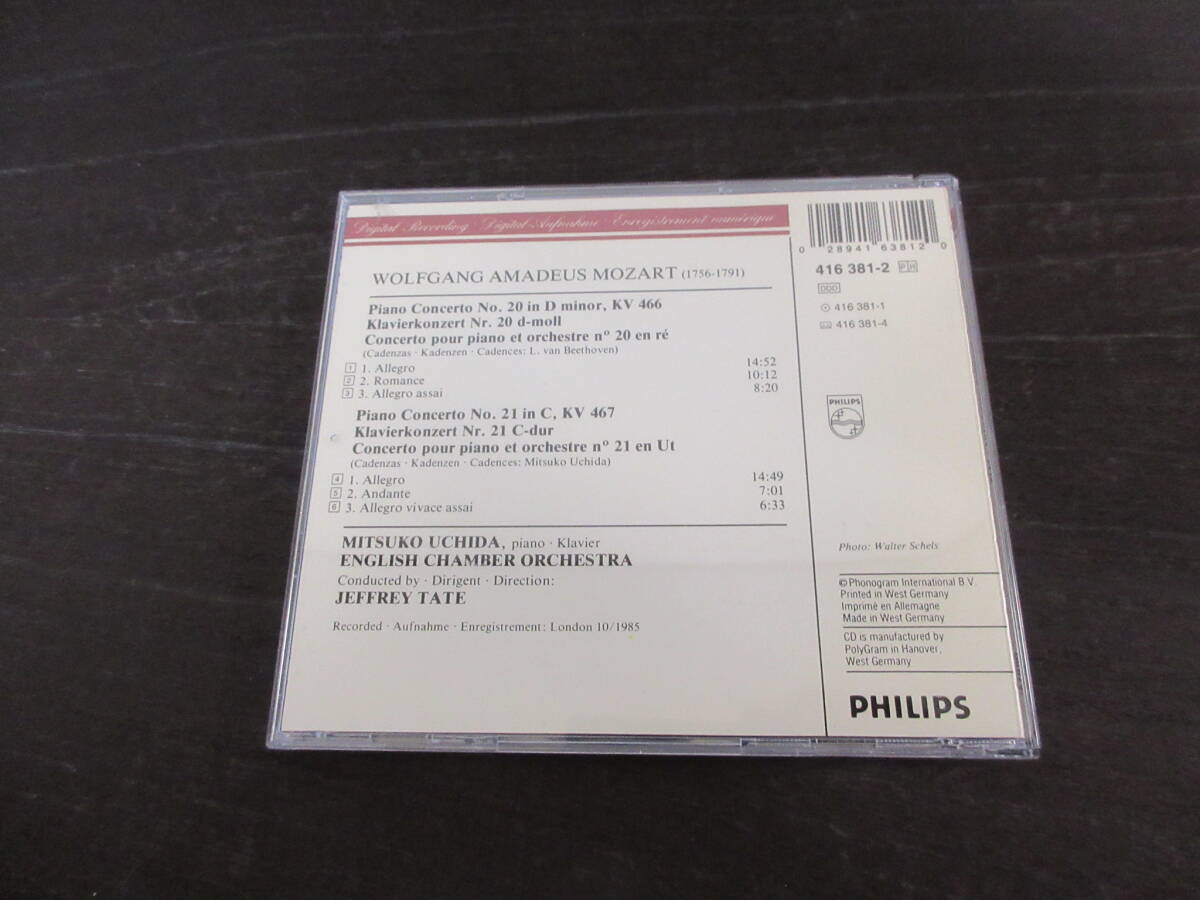 Digital Recording · Digital-Aufnahme · Enregistrement numérique
WOLFGANG AMADEUS MOZART (1756-1791)
Piano Concerto No. 20 in D minor, KV 466
Klavierkonzert Nr. 20 d-moll
Concerto pour piano et orchestre nº 20 en ré
(Cadenzas · Kadenzen · Cadences: L. van Beethoven)
1 1. Allegro 14:52
2 2. Romance 10:12
3 3. Allegro assai 8:20
Piano Concerto No. 21 in C, KV 467
Klavierkonzert Nr. 21 C-dur
Concerto pour piano et orchestre nº 21 en Ut
(Cadenzas · Kadenzen · Cadences: Mitsuko Uchida)
4 1. Allegro 14:49
5 2. Andante 7:01
6 3. Allegro vivace assai 6:33
MITSUKO UCHIDA, piano · Klavier
ENGLISH CHAMBER ORCHESTRA
Conducted by · Dirigent · Direction:
JEFFREY TATE
Recorded · Aufnahme · Enregistrement: London 10/1985
0 28941 63812 0
416 381-2 PH
DDD
416 381-1
416 381-4
PHILIPS
Photo: Walter Schels
© Phonogram International B.V.
Printed in West Germany
Imprimé en Allemagne
Made in West Germany
CD is manufactured by
PolyGram in Hanover,
West Germany
PHILIPS